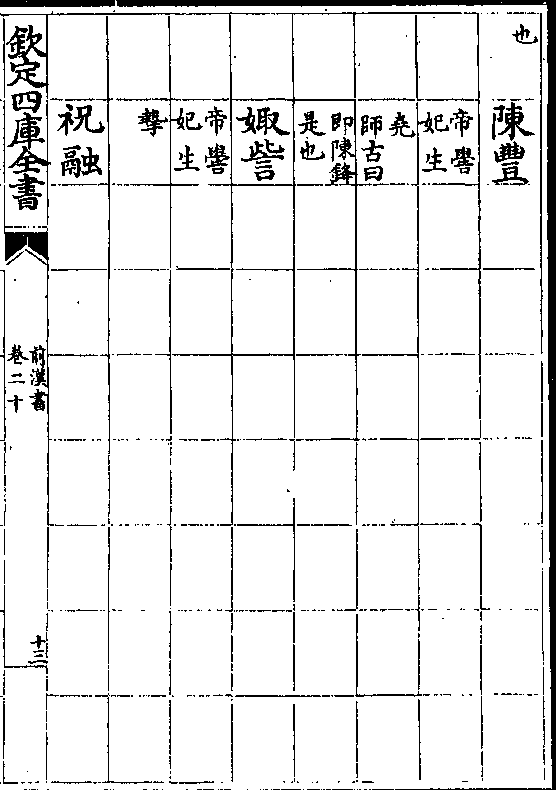 也
陳豐
帝嚳
妃生
堯
師古曰
即陳鋒
是也
娵訾
帝嚳
妃生
摯
祝融
欽定四庫全書
前漢書
卷二十
十三